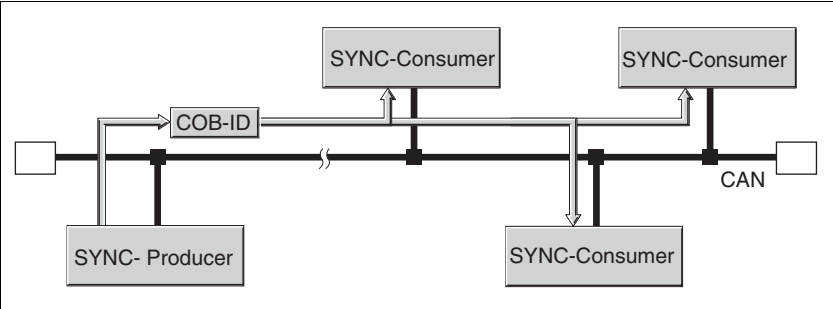 SYNC-Consumer
SYNC-Consumer
COB-ID
CAN
SYNC- Producer
SYNC-Consumer